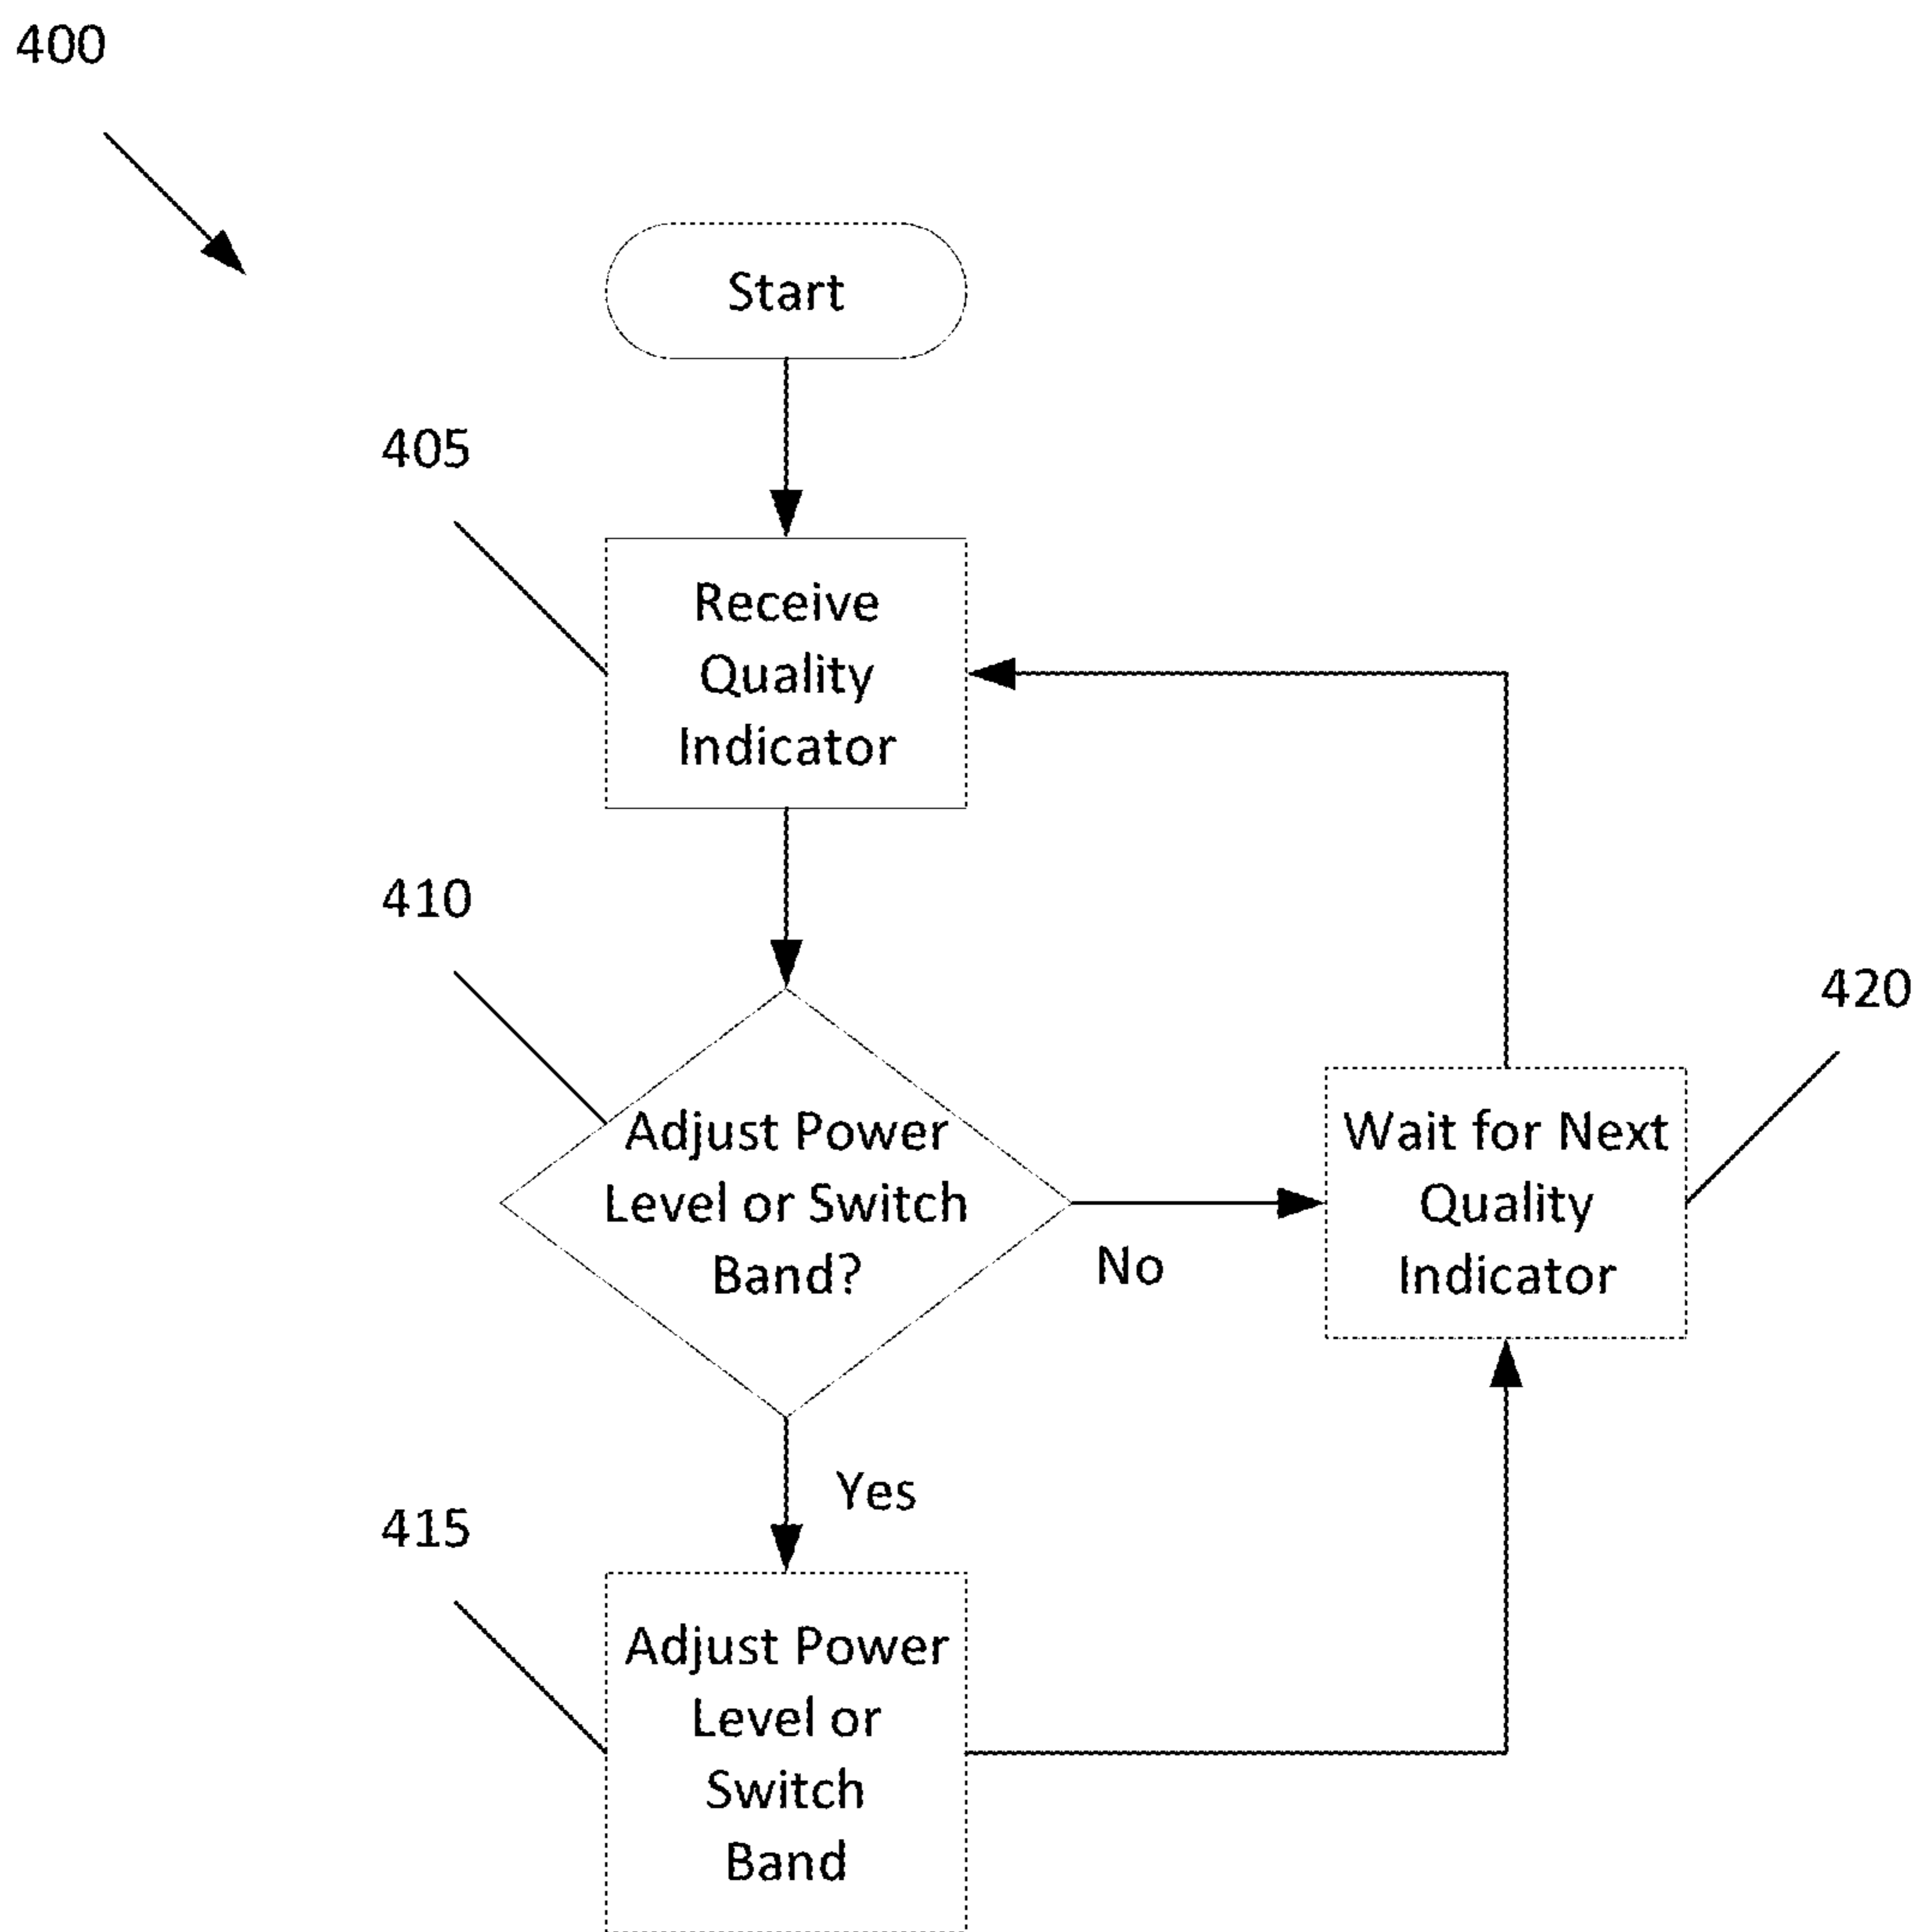 400
Start
405
Receive
Quality
Indicator
410
Adjust Power
Level or Switch
Band?
No
420
Wait for Next
Quality
Indicator
Yes
415
Adjust Power
Level or
Switch
Band